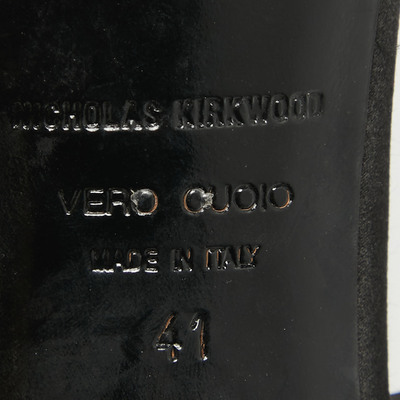 NICHOLAS KIRKWOOD
VERO CUOIO
MADE IN ITALY
41